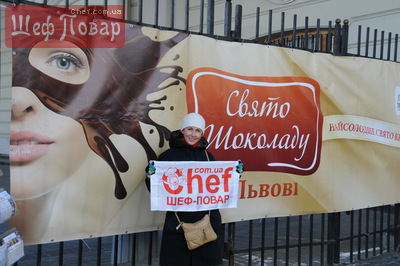 chef.com.ua
Шеф Повар
Свято
Шоколаду
Львові
НАЙСОЛОДШЕ СВЯТО
com.ua
Chef
ШЕФ-ПОВАР